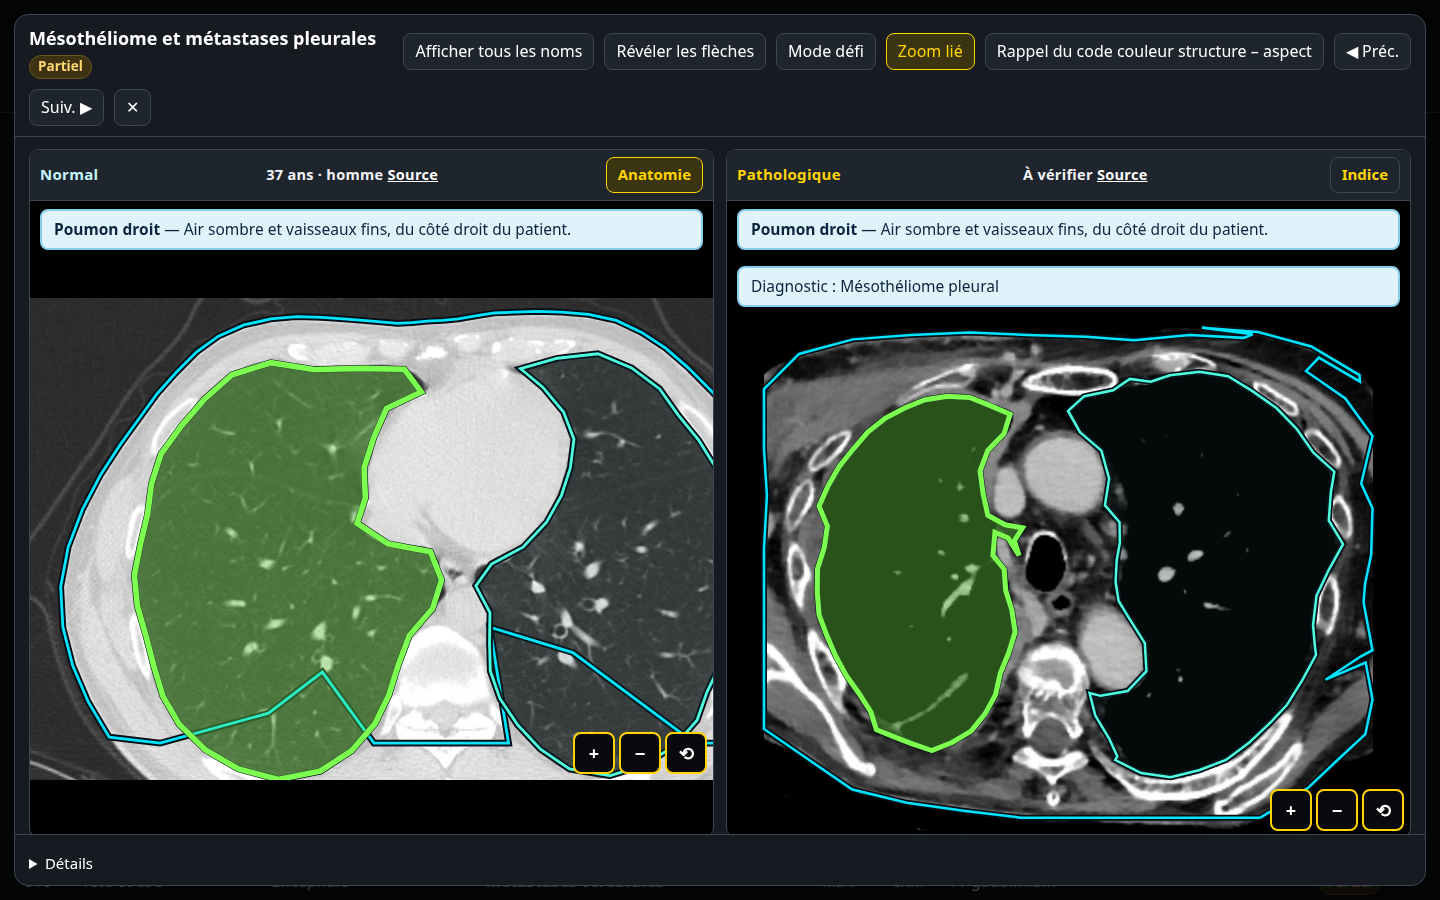 Mésothéliome et métastases pleurales
Partiel
Afficher tous les noms
Révéler les flèches
Mode défi
Zoom lié
Rappel du code couleur structure – aspect
◀ Préc.
Suiv. ▶
✕
Normal
37 ans · homme Source
Anatomie
Poumon droit — Air sombre et vaisseaux fins, du côté droit du patient.
+
−
⟲
Pathologique
À vérifier Source
Indice
Poumon droit — Air sombre et vaisseaux fins, du côté droit du patient.
Diagnostic : Mésothéliome pleural
+
−
⟲
▶ Détails